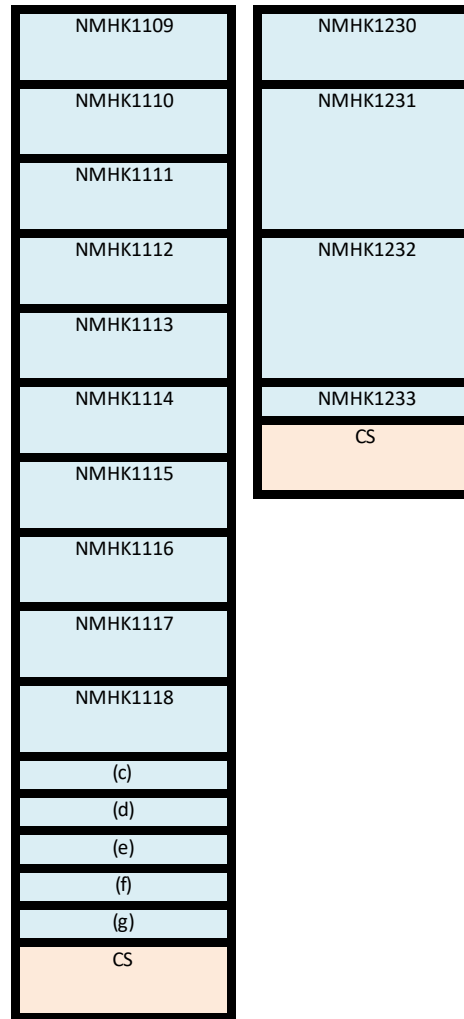 NMHK1109
NMHK1110
NMHK1111
NMHK1112
NMHK1113
NMHK1114
NMHK1115
NMHK1116
NMHK1117
NMHK1118
(c)
(d)
(e)
(f)
(g)
CS
NMHK1230
NMHK1231
NMHK1232
NMHK1233
CS